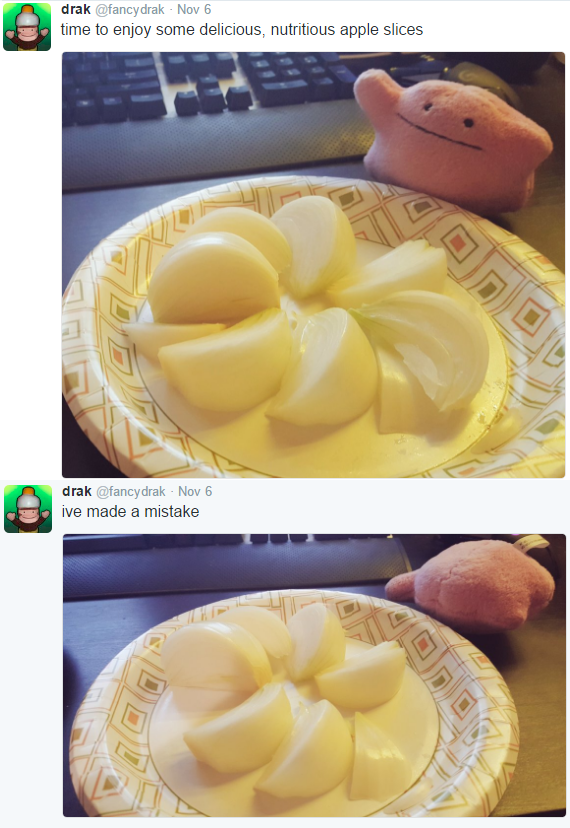 drak @fancydrak · Nov 6
time to enjoy some delicious, nutritious apple slices
drak @fancydrak · Nov 6
ive made a mistake